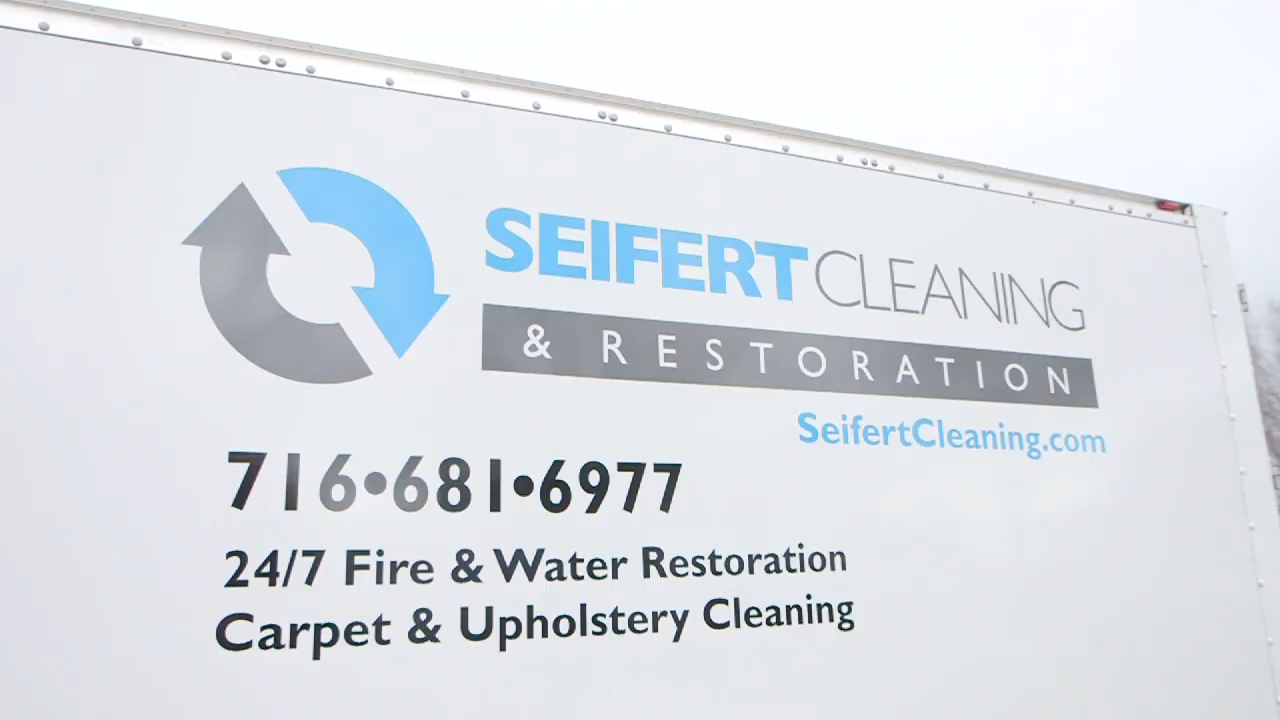 SEIFERT CLEANING
& RESTORATION
SeifertCleaning.com
716•681•6977
24/7 Fire & Water Restoration
Carpet & Upholstery Cleaning